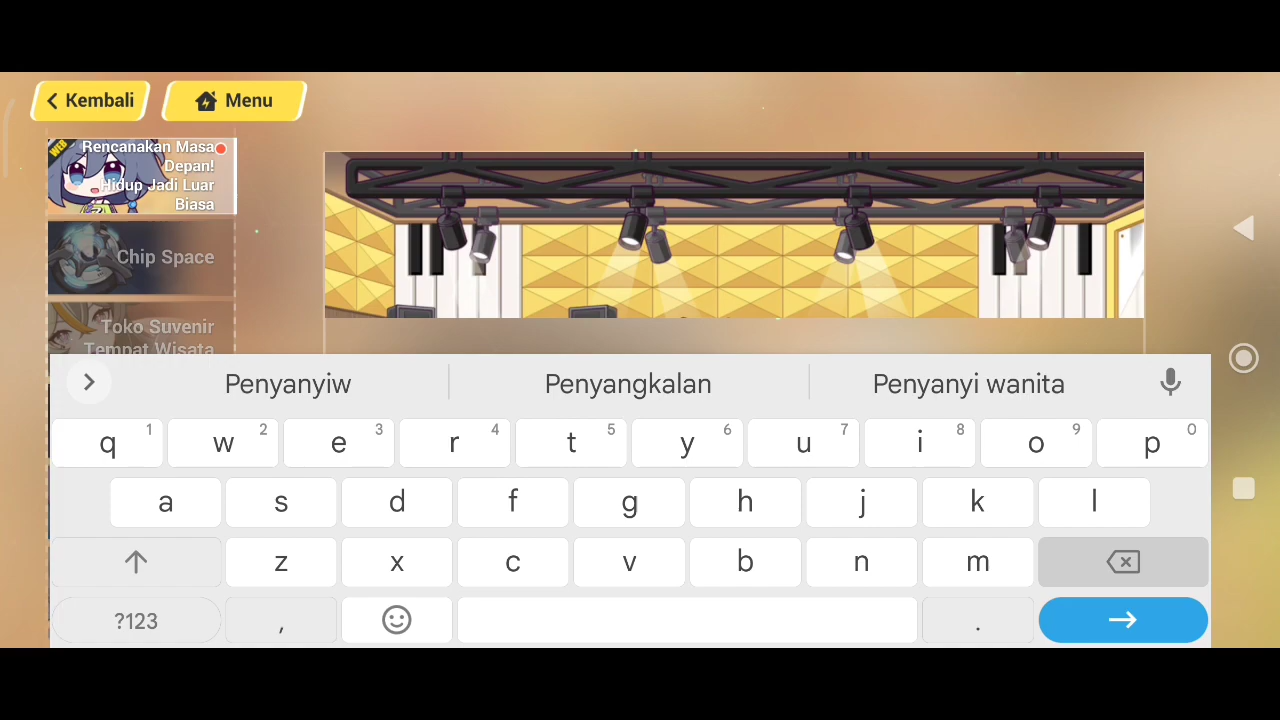 Kembali
Menu
WEB
Rencanakan Masa
Depan!
Hidup Jadi Luar
Biasa
Chip Space
Toko Suvenir
Tempat Wisata
Penyanyiw
Penyangkalan
Penyanyi wanita
q 1 w 2 e 3 r 4 t 5 y 6 u 7 i 8 o 9 p 0
a s d f g h j k l
z x c v b n m
?123 , .